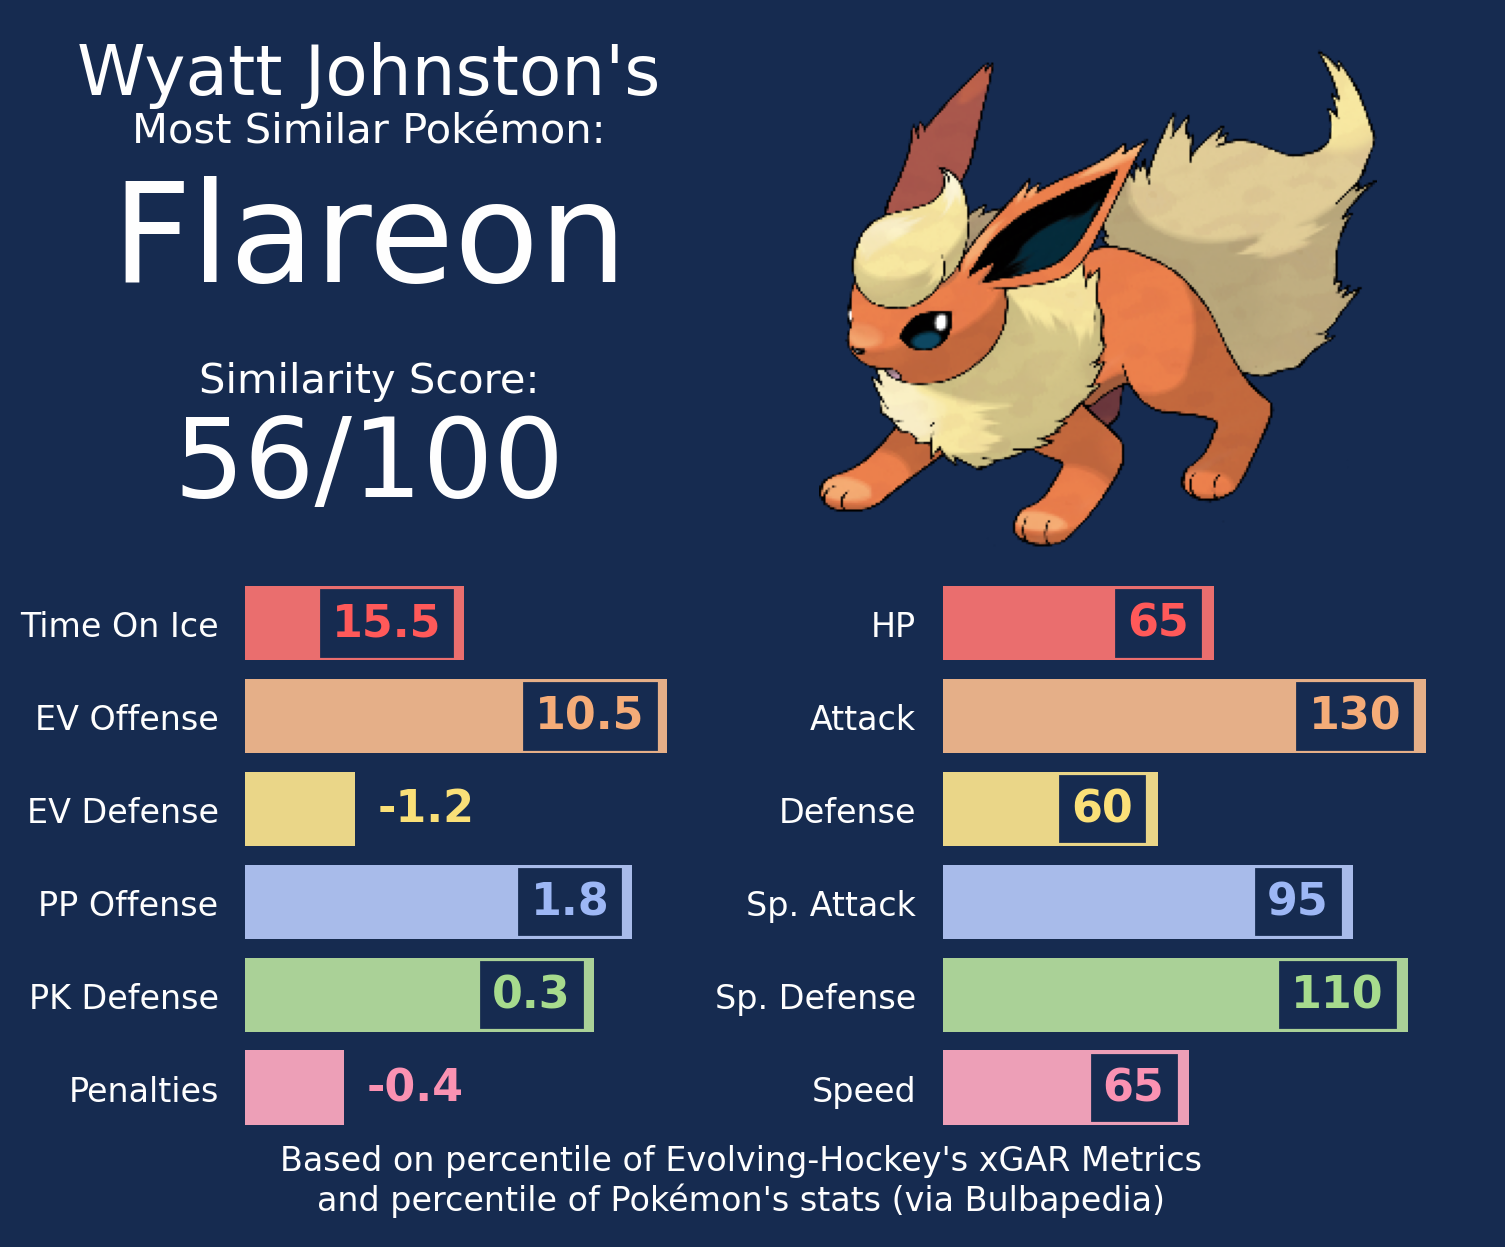 Wyatt Johnston's
Most Similar Pokémon:
Flareon
Similarity Score:
56/100
Time On Ice 15.5
EV Offense 10.5
EV Defense -1.2
PP Offense 1.8
PK Defense 0.3
Penalties -0.4
HP 65
Attack 130
Defense 60
Sp. Attack 95
Sp. Defense 110
Speed 65
Based on percentile of Evolving-Hockey's xGAR Metrics
and percentile of Pokémon's stats (via Bulbapedia)